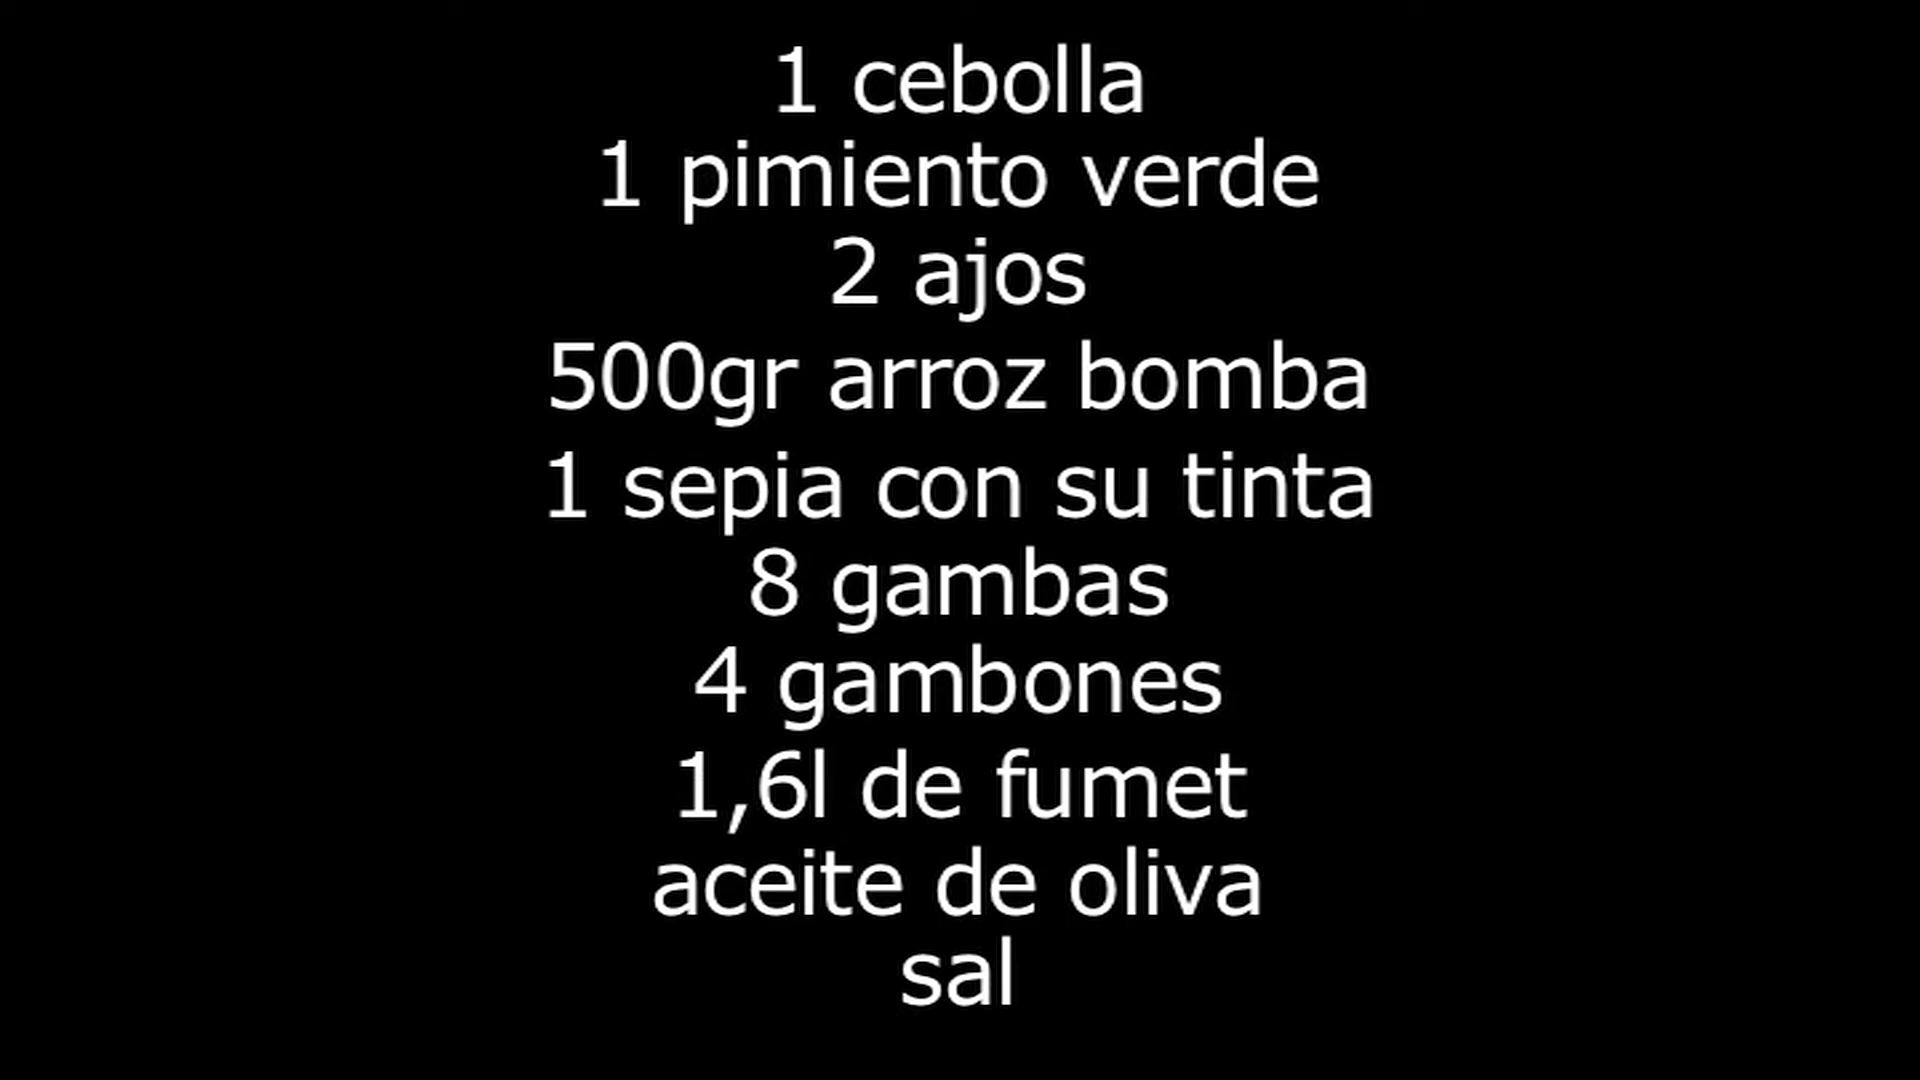 1 cebolla
1 pimiento verde
2 ajos
500gr arroz bomba
1 sepia con su tinta
8 gambas
4 gambones
1,6l de fumet
aceite de oliva
sal